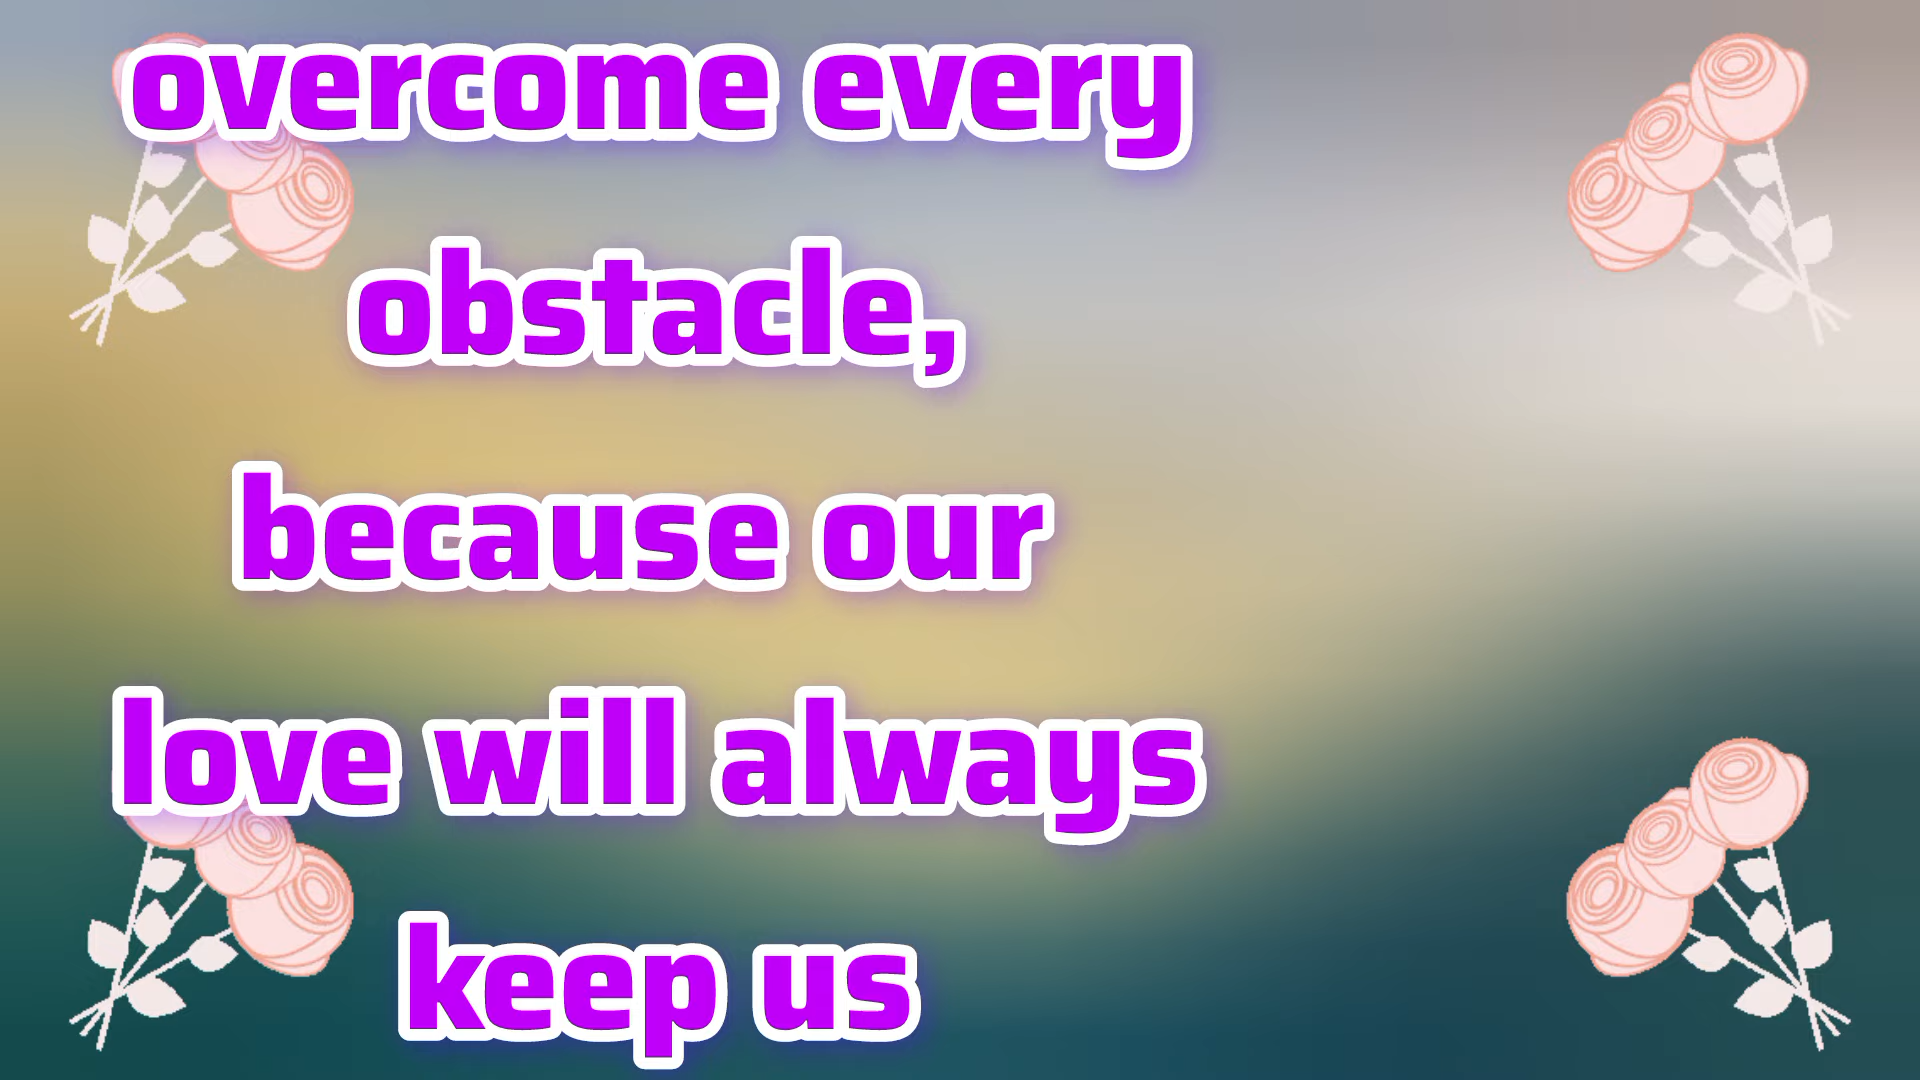 overcome every
obstacle,
because our
love will always
keep us